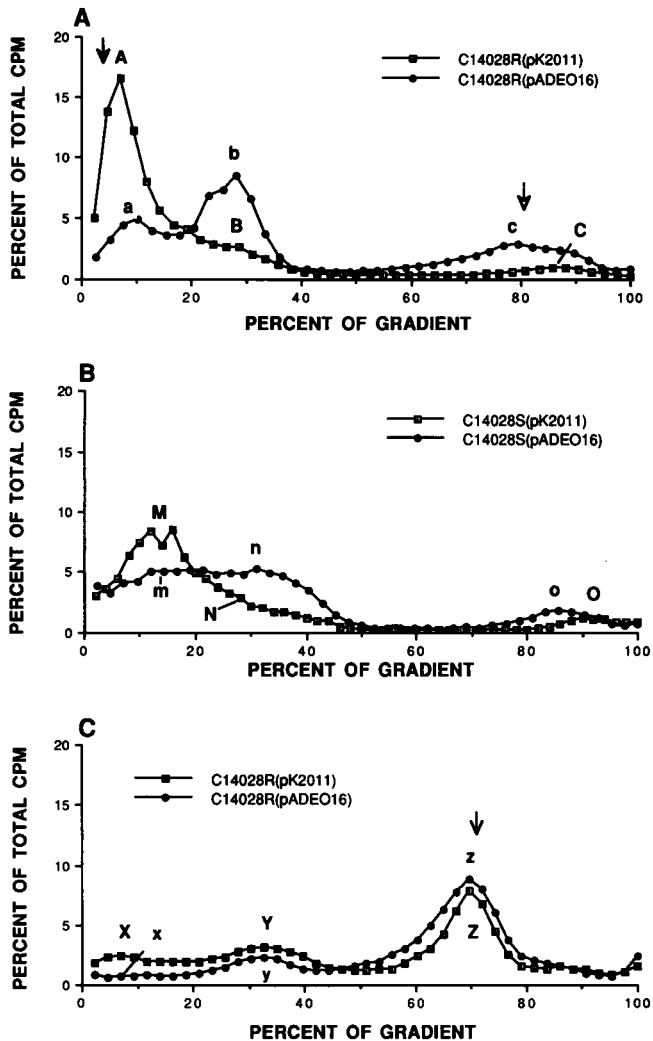 A
PERCENT OF TOTAL CPM
20
15
10
5
0
A
a
b
B
c
C
C14028R(pK2011)
C14028R(pADEO16)
0 20 40 60 80 100
PERCENT OF GRADIENT
B
PERCENT OF TOTAL CPM
20
15
10
5
0
M
m
N
n
o
O
C14028S(pK2011)
C14028S(pADEO16)
0 20 40 60 80 100
PERCENT OF GRADIENT
C
PERCENT OF TOTAL CPM
20
15
10
5
0
C14028R(pK2011)
C14028R(pADEO16)
X
x
Y
y
z
Z
0 20 40 60 80 100
PERCENT OF GRADIENT